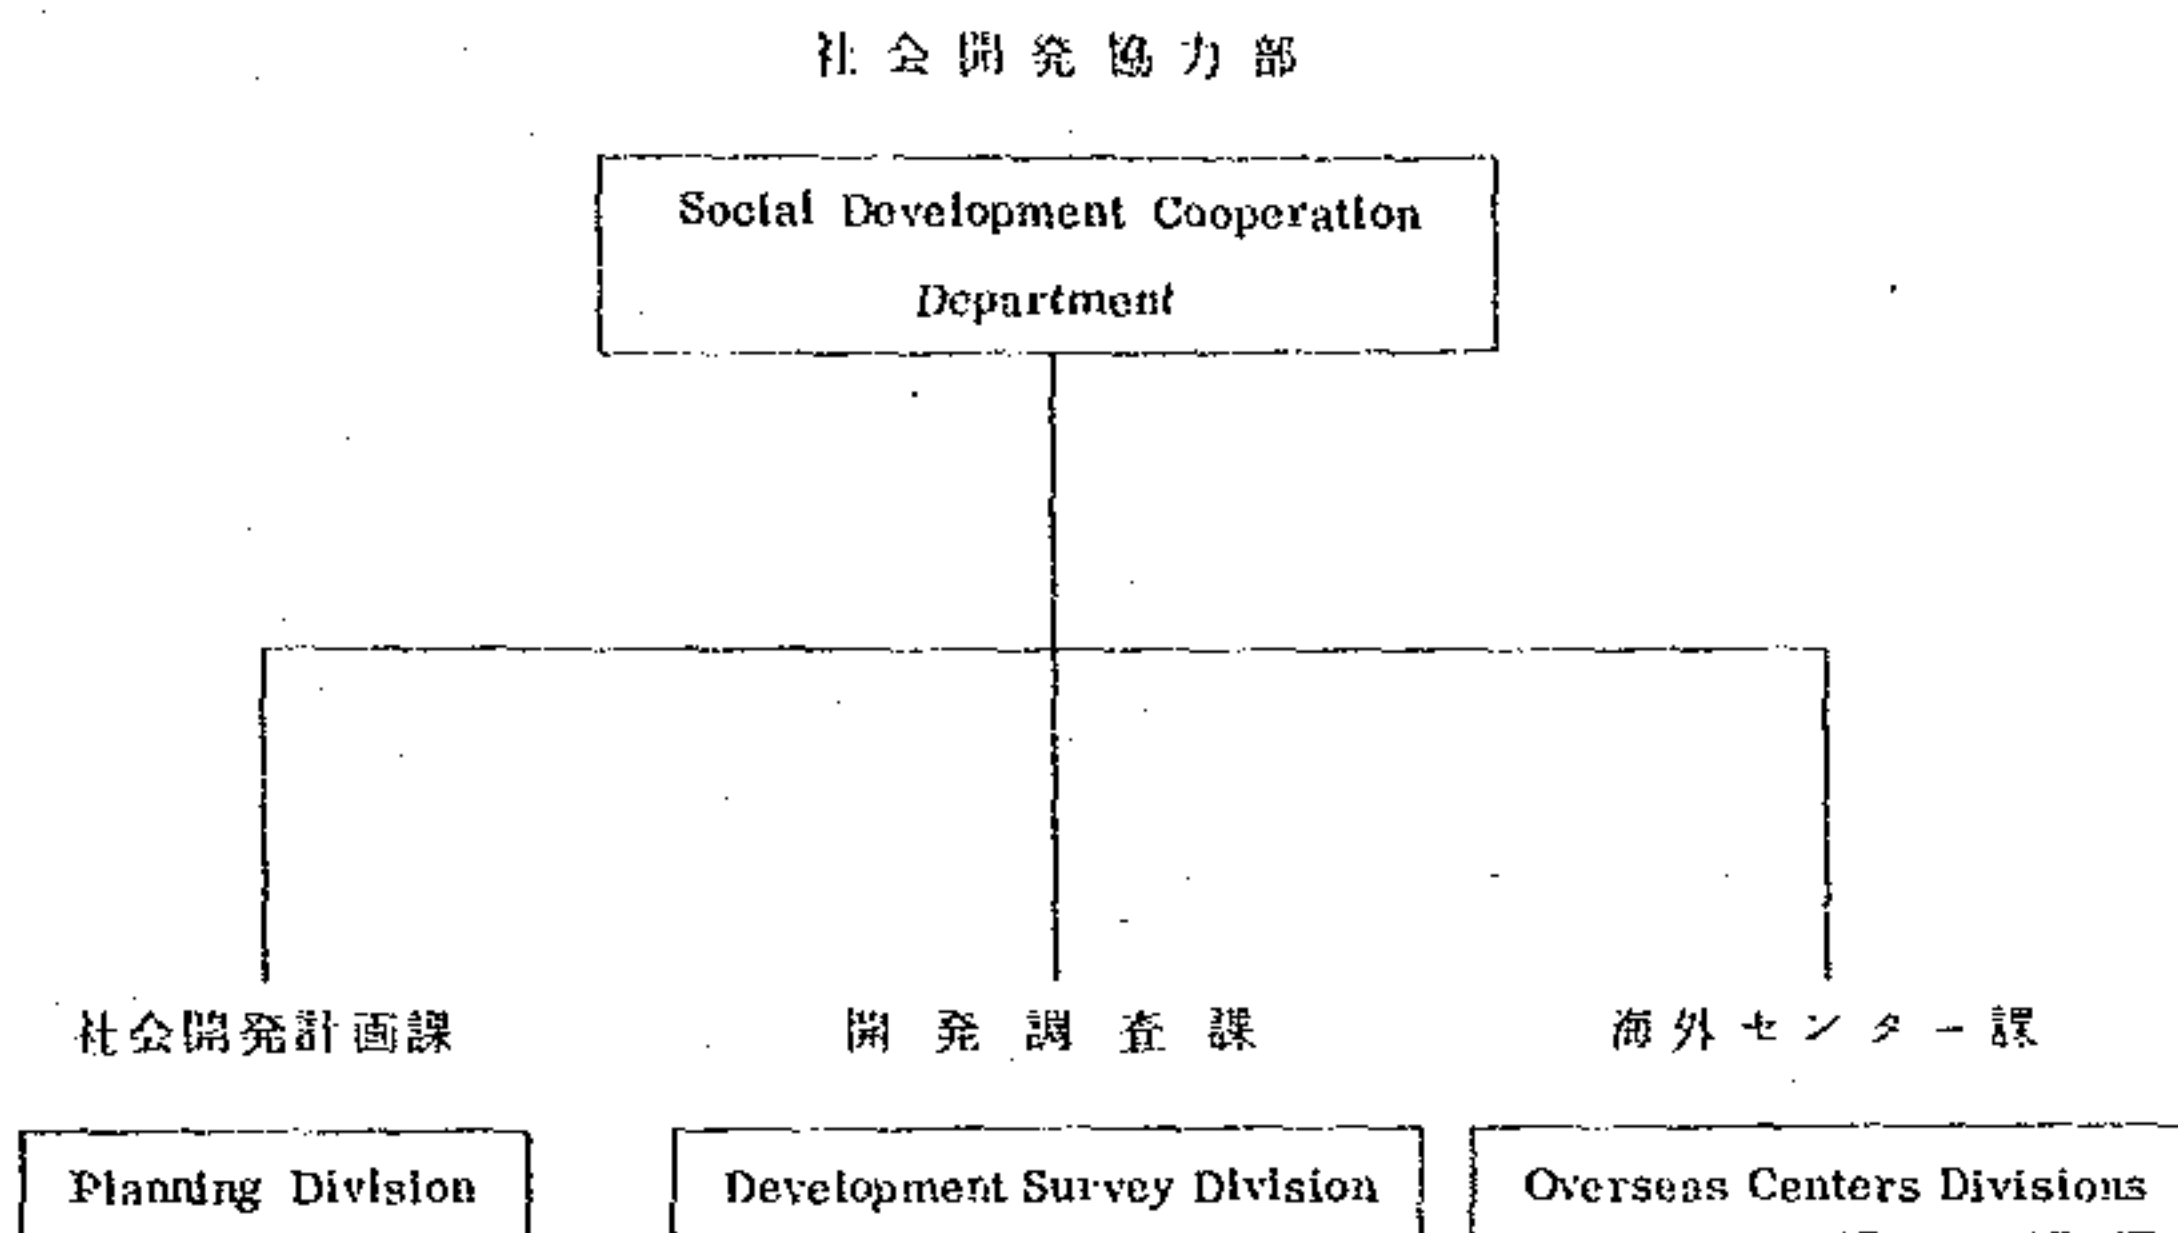 社会開発協力部
Social Development Cooperation
Department
社会開発計画課
開発調査課
海外センター課
Planning Division
Development Survey Division
Overseas Centers Divisions